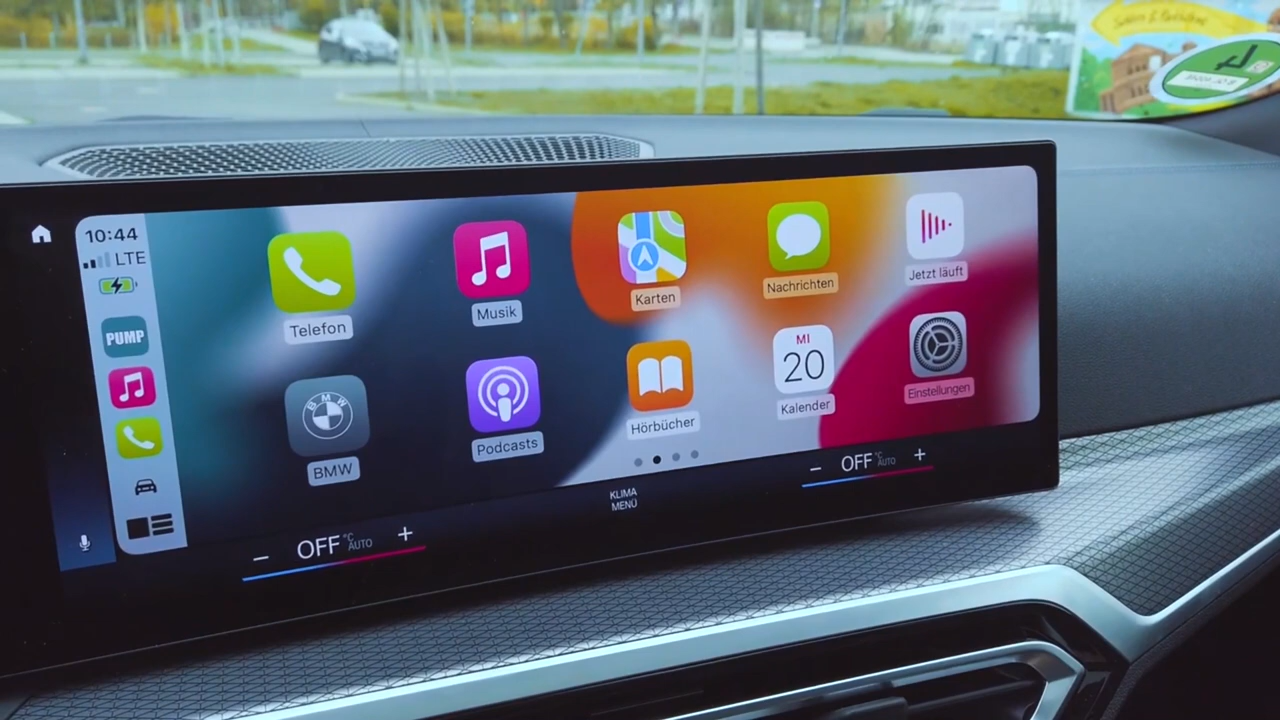 10:44
LTE
PUMP
Telefon
Musik
Karten
Nachrichten
Jetzt läuft
BMW
BMW
Podcasts
Hörbücher
MI
20
Kalender
Einstellungen
OFF °C AUTO
KLIMA
MENÜ
OFF °C AUTO